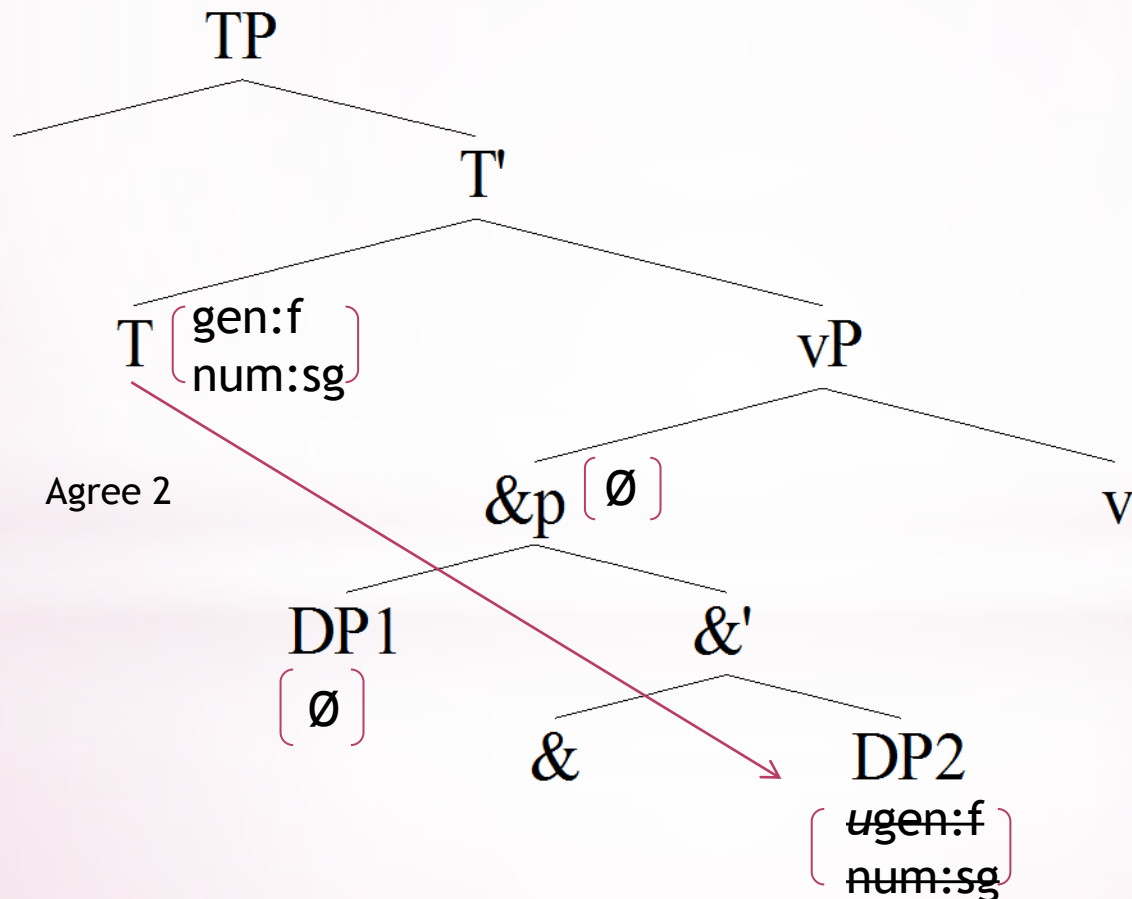 TP
T'
T
gen:f
num:sg
vP
Agree 2
&p
Ø
v
DP1
&'
Ø
&
DP2
ugen:f
num:sg